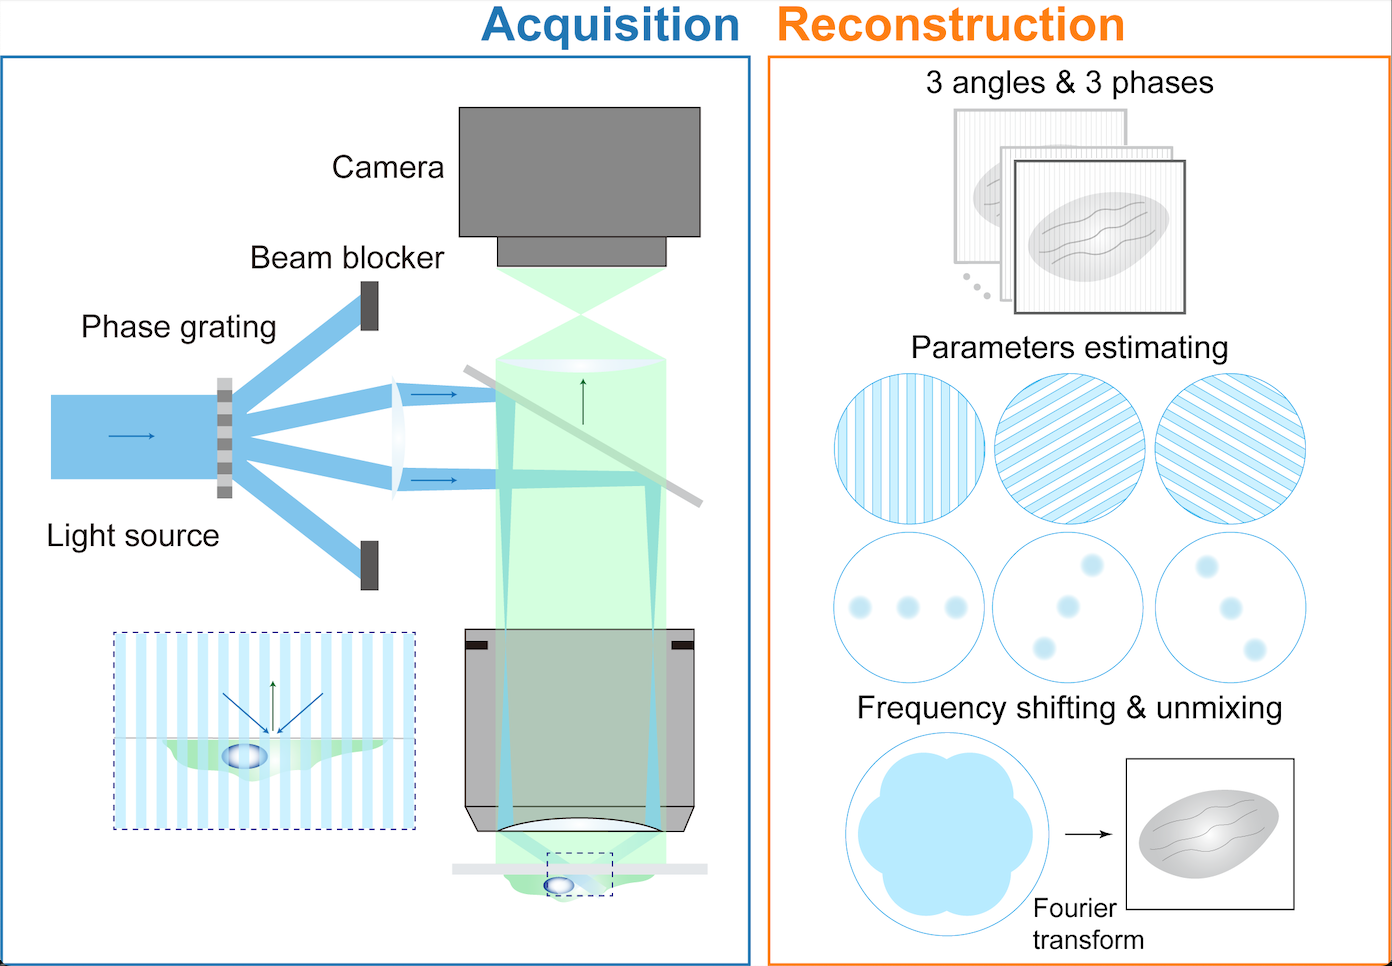 Acquisition
Reconstruction
Camera
Beam blocker
Phase grating
Light source
3 angles & 3 phases
Parameters estimating
Frequency shifting & unmixing
Fourier
transform